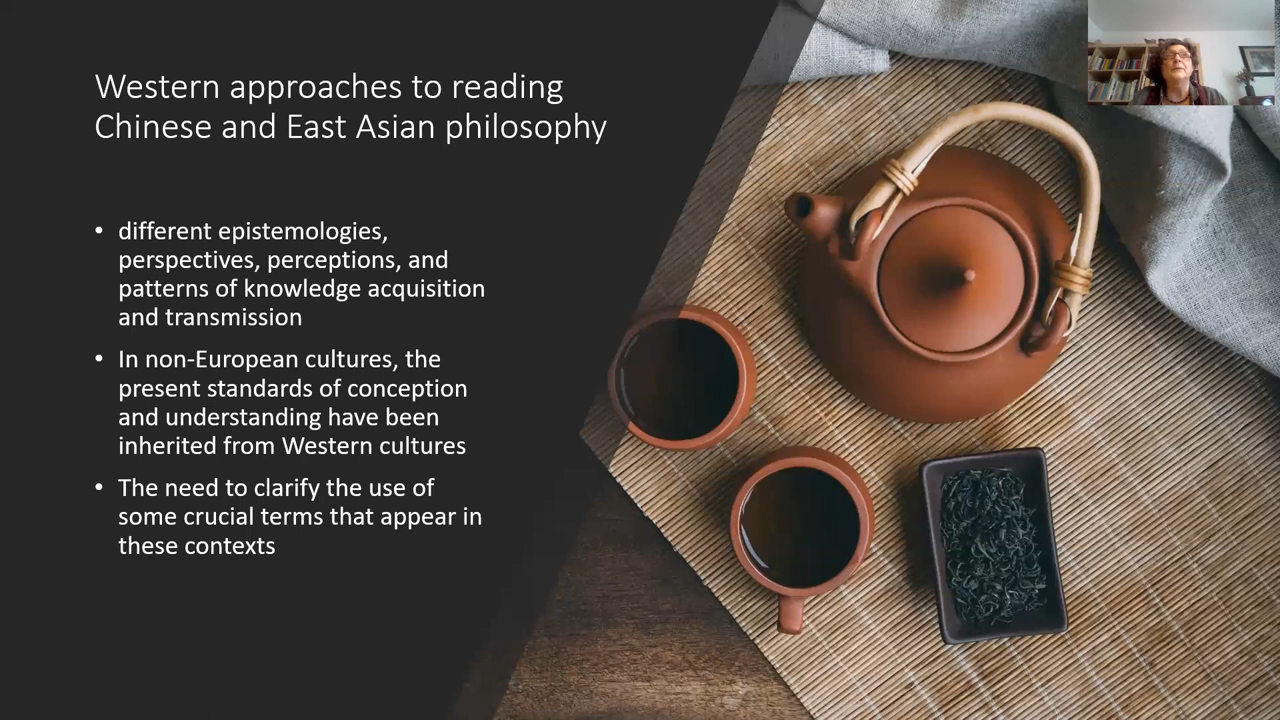 Western approaches to reading
Chinese and East Asian philosophy
• different epistemologies,
perspectives, perceptions, and
patterns of knowledge acquisition
and transmission
• In non-European cultures, the
present standards of conception
and understanding have been
inherited from Western cultures
• The need to clarify the use of
some crucial terms that appear in
these contexts